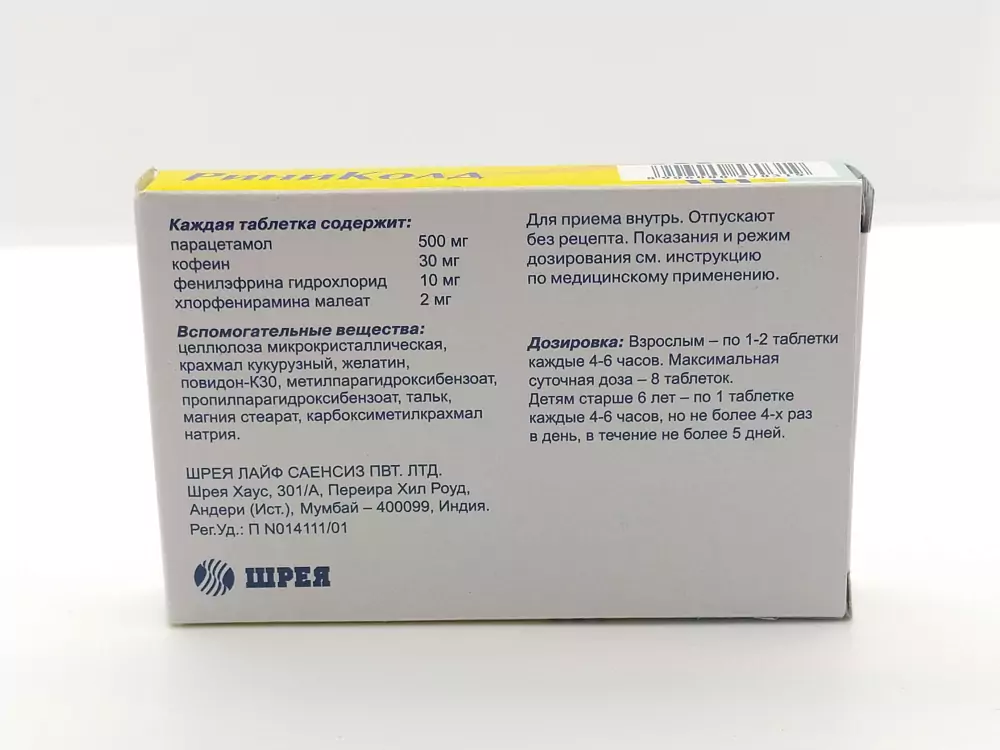 РиниКолд
Каждая таблетка содержит:
парацетамол 500 мг
кофеин 30 мг
фенилэфрина гидрохлорид 10 мг
хлорфенирамина малеат 2 мг
Вспомогательные вещества:
целлюлоза микрокристаллическая,
крахмал кукурузный, желатин,
повидон-К30, метилпарагидроксибензоат,
пропилпарагидроксибензоат, тальк,
магния стеарат, карбоксиметилкрахмал
натрия.
ШРЕЯ ЛАЙФ САЕНСИЗ ПВТ. ЛТД.
Шрея Хаус, 301/А, Переира Хил Роуд,
Андери (Ист.), Мумбай – 400099, Индия.
Рег.Уд.: П N014111/01
ШРЕЯ
Для приема внутрь. Отпускают
без рецепта. Показания и режим
дозирования см. инструкцию
по медицинскому применению.
Дозировка: Взрослым – по 1-2 таблетки
каждые 4-6 часов. Максимальная
суточная доза – 8 таблеток.
Детям старше 6 лет – по 1 таблетке
каждые 4-6 часов, но не более 4-х раз
в день, в течение не более 5 дней.